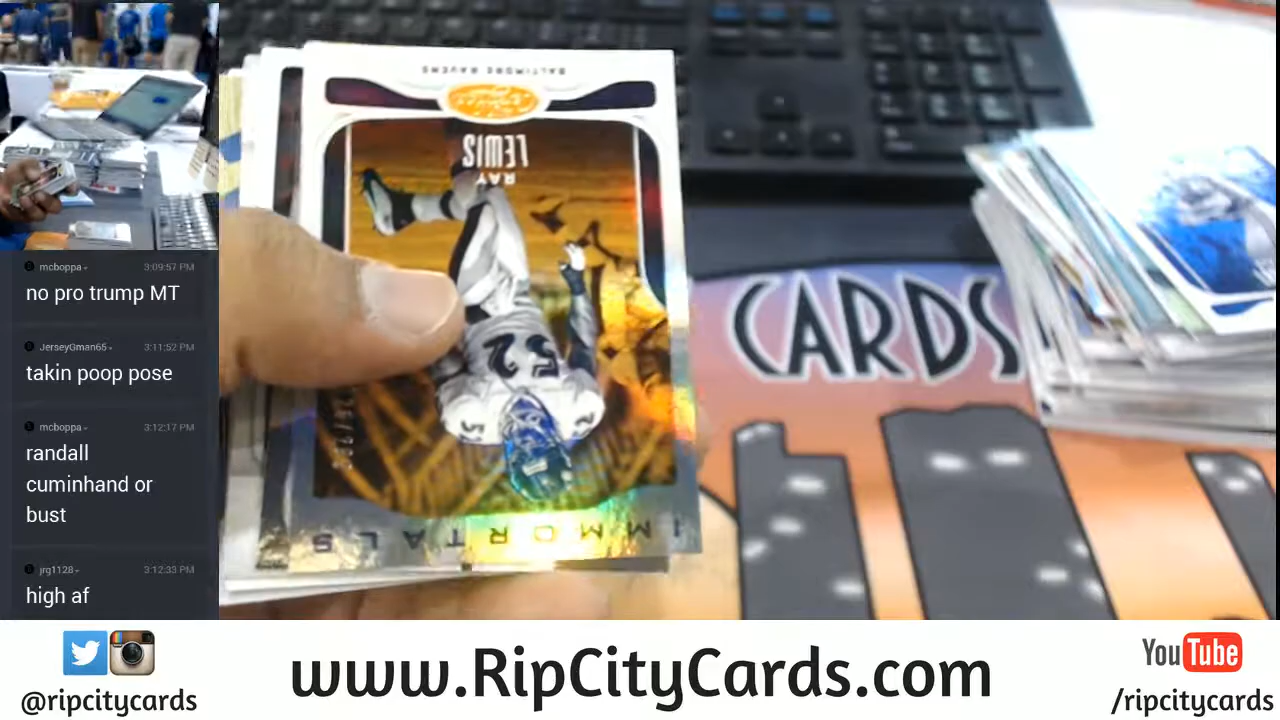 mcboppa
3:09:57 PM
no pro trump MT
JerseyGman65
3:11:52 PM
takin poop pose
mcboppa
3:12:17 PM
randall
cuminhand or
bust
jrg1128
3:12:33 PM
high af
BALTIMORE RAVENS
RAY
LEWIS
52
IMMORTALS
CARDS
@ripcitycards
www.RipCityCards.com
YouTube
/ripcitycards